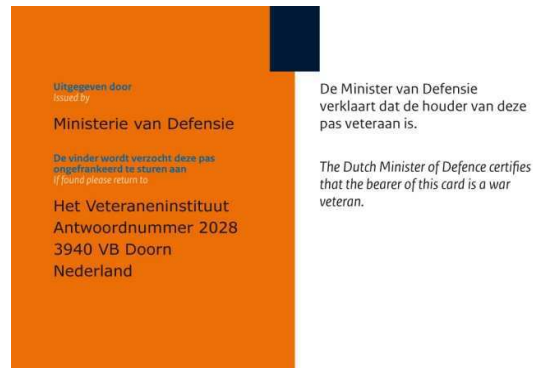 Uitgegeven door
Issued by
Ministerie van Defensie
De vinder wordt verzocht deze pas
ongefrankeerd te sturen aan
If found please return to
Het Veteraneninstituut
Antwoordnummer 2028
3940 VB Doorn
Nederland
De Minister van Defensie
verklaart dat de houder van deze
pas veteraan is.
The Dutch Minister of Defence certifies
that the bearer of this card is a war
veteran.